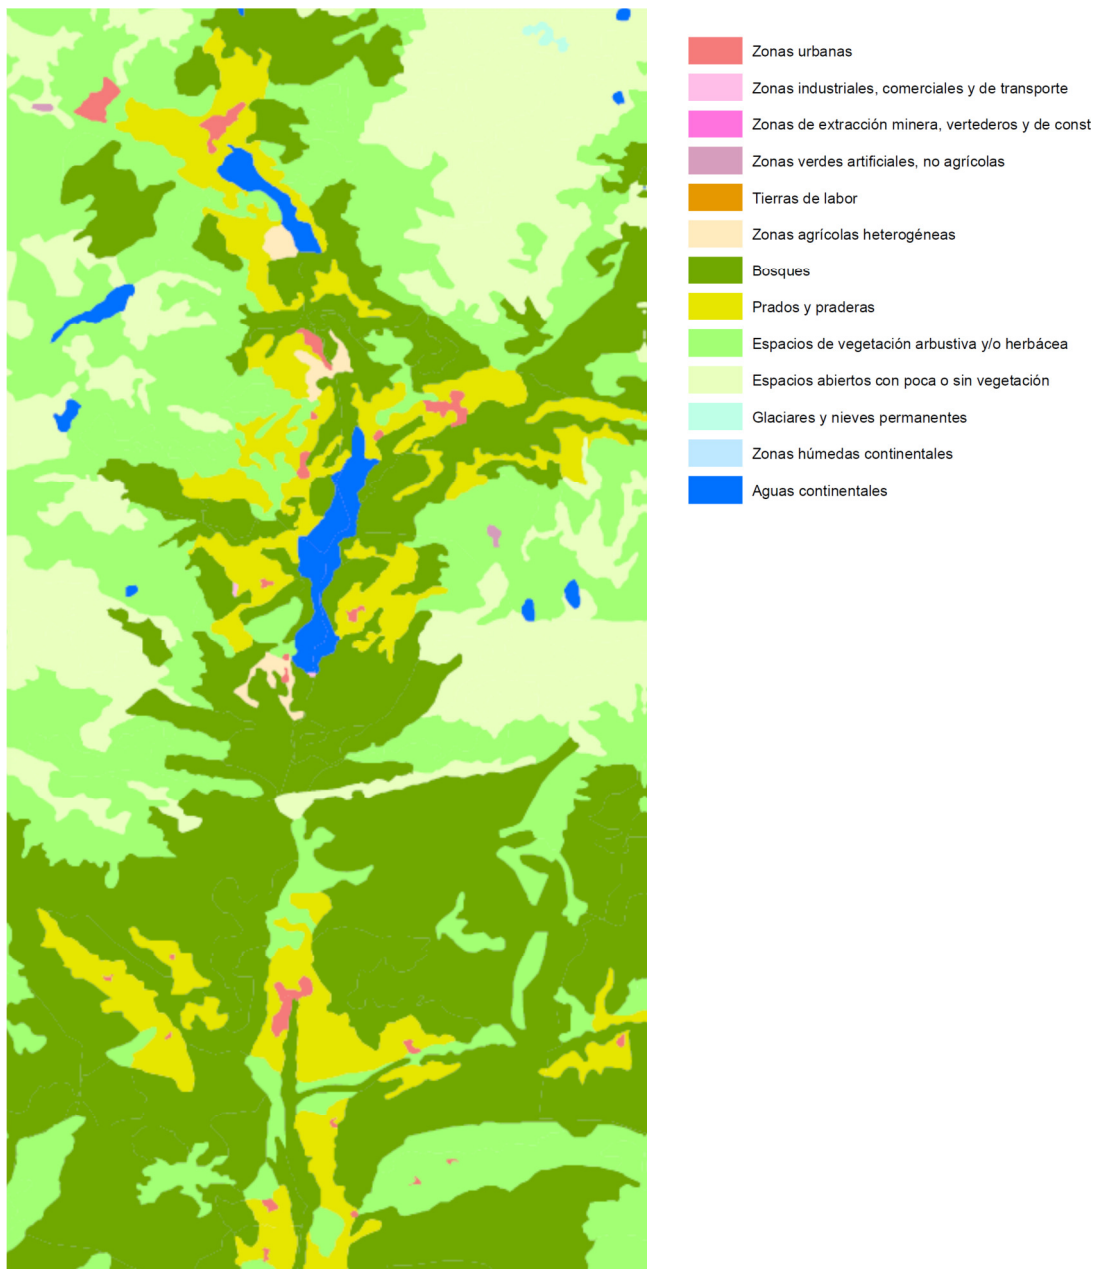 Zonas urbanas
Zonas industriales, comerciales y de transporte
Zonas de extracción minera, vertederos y de const
Zonas verdes artificiales, no agrícolas
Tierras de labor
Zonas agrícolas heterogéneas
Bosques
Prados y praderas
Espacios de vegetación arbustiva y/o herbácea
Espacios abiertos con poca o sin vegetación
Glaciares y nieves permanentes
Zonas húmedas continentales
Aguas continentales